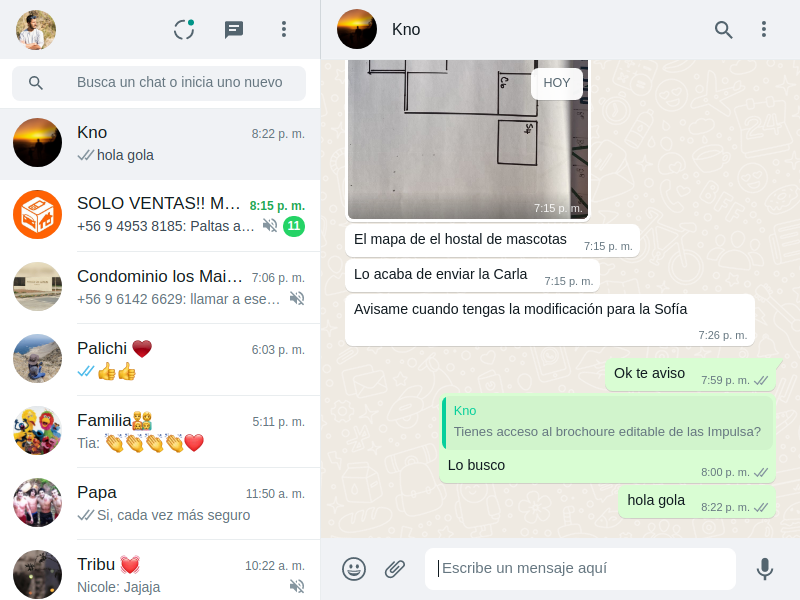 Kno
Busca un chat o inicia uno nuevo
Kno 8:22 p. m.
hola gola
SOLO VENTAS!! M… 8:15 p. m.
+56 9 4953 8185: Paltas a… 11
Condominio los Mai… 7:06 p. m.
+56 9 6142 6629: llamar a ese…
Palichi ♥️ 6:03 p. m.
👍👍
Familia👨‍👩‍👧‍👦 5:11 p. m.
Tia: 👏👏👏👏❤️
Papa 11:50 a. m.
Si, cada vez más seguro
Tribu 💓 10:22 a. m.
Nicole: Jajaja
HOY
7:15 p. m.
El mapa de el hostal de mascotas 7:15 p. m.
Lo acaba de enviar la Carla 7:15 p. m.
Avisame cuando tengas la modificación para la Sofía
7:26 p. m.
Ok te aviso 7:59 p. m.
Kno
Tienes acceso al brochoure editable de las Impulsa?
Lo busco 8:00 p. m.
hola gola 8:22 p. m.
Escribe un mensaje aquí